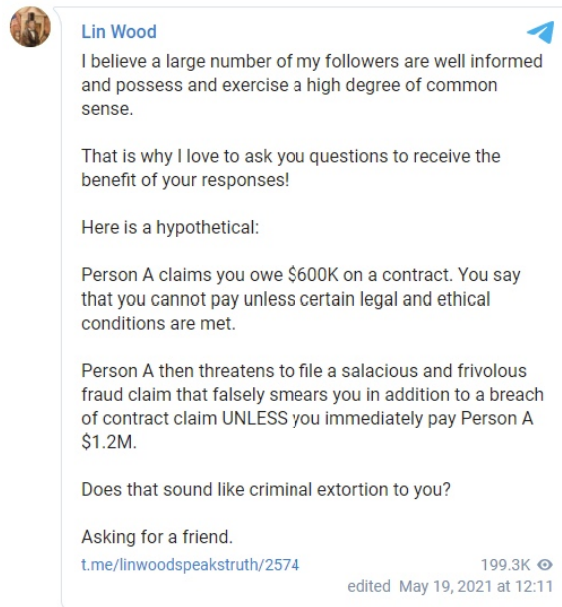 Lin Wood
I believe a large number of my followers are well informed
and possess and exercise a high degree of common
sense.
That is why I love to ask you questions to receive the
benefit of your responses!
Here is a hypothetical:
Person A claims you owe $600K on a contract. You say
that you cannot pay unless certain legal and ethical
conditions are met.
Person A then threatens to file a salacious and frivolous
fraud claim that falsely smears you in addition to a breach
of contract claim UNLESS you immediately pay Person A
$1.2M.
Does that sound like criminal extortion to you?
Asking for a friend.
t.me/linwoodspeakstruth/2574 199.3K
edited May 19, 2021 at 12:11